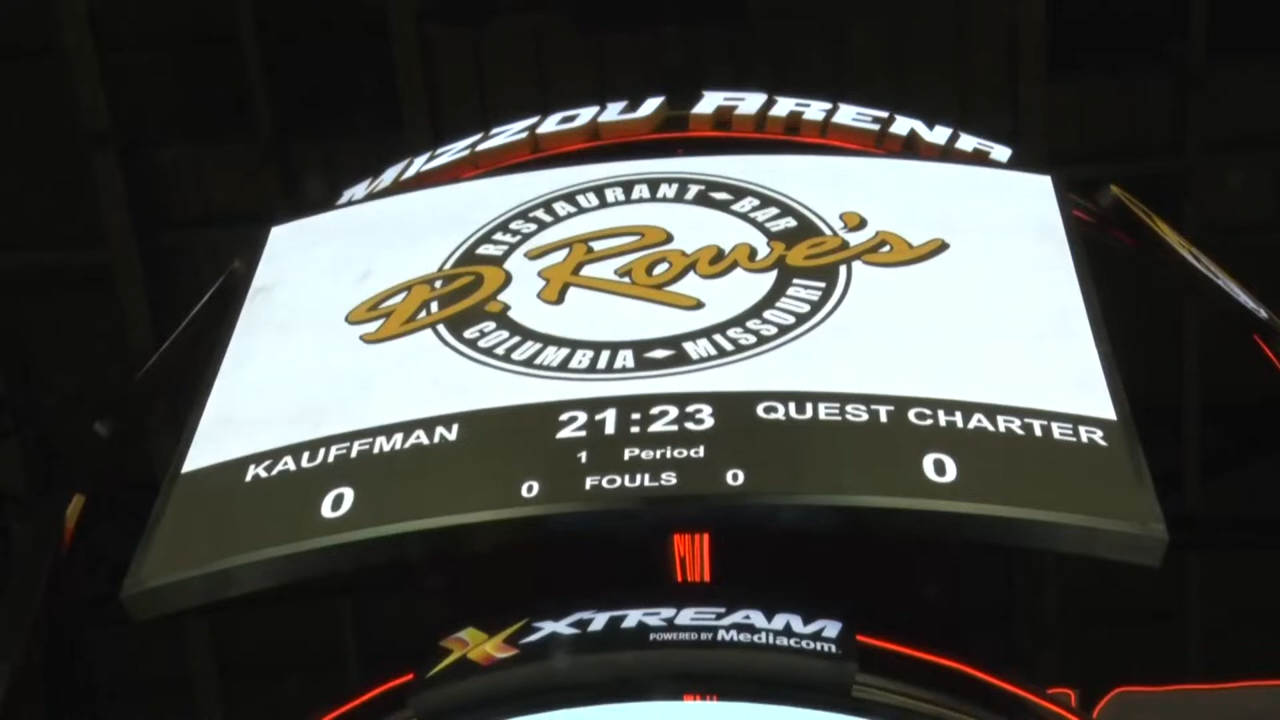 MIZZOU ARENA
RESTAURANT BAR
D. Rowe's
COLUMBIA MISSOURI
KAUFFMAN 21:23 QUEST CHARTER
1 Period
0 0 FOULS 0 0
XTREAM
POWERED BY Mediacom